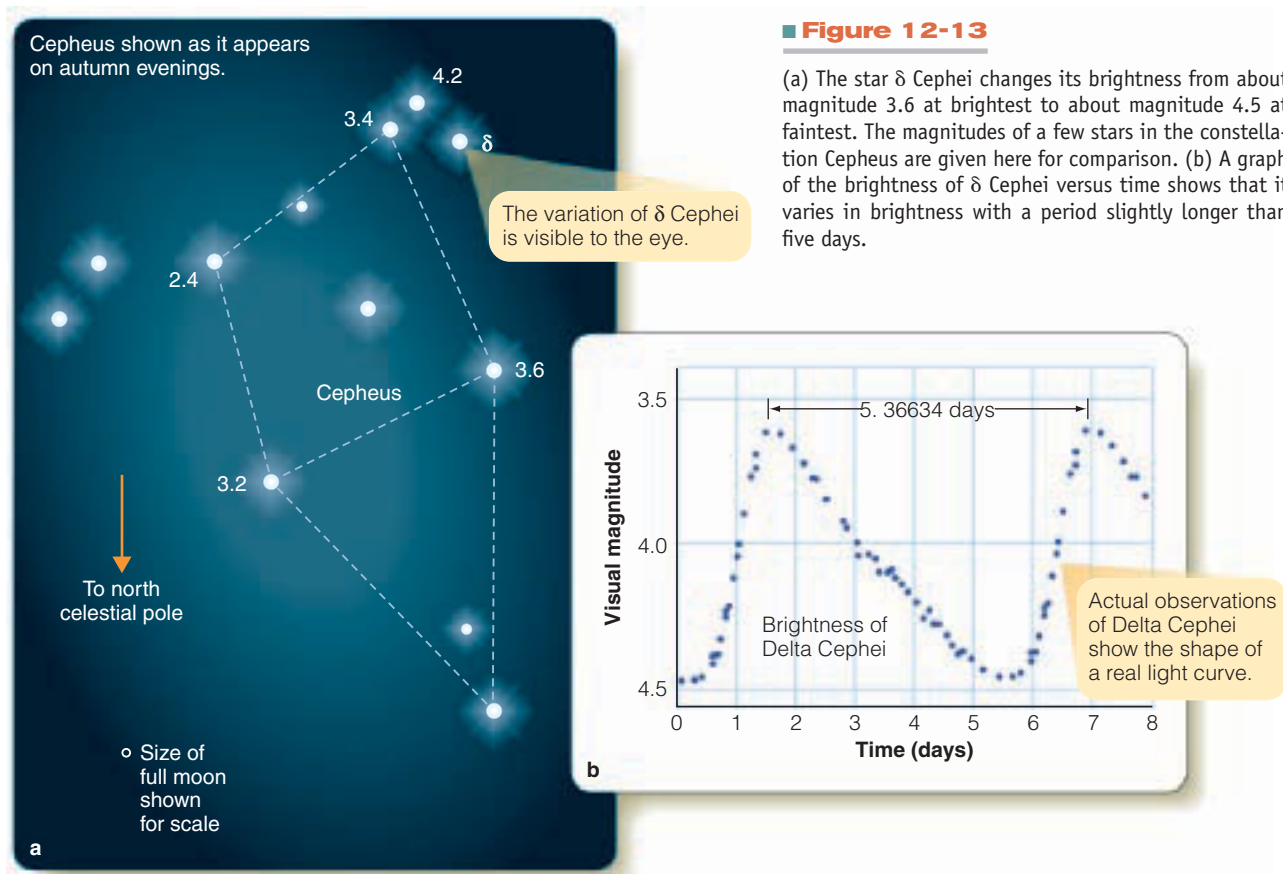 Cepheus shown as it appears
on autumn evenings.
4.2
3.4
δ
The variation of δ Cephei
is visible to the eye.
2.4
3.6
Cepheus
3.2
To north
celestial pole
Size of
full moon
shown
for scale
a
■ Figure 12-13
(a) The star δ Cephei changes its brightness from about
magnitude 3.6 at brightest to about magnitude 4.5 at
faintest. The magnitudes of a few stars in the constella-
tion Cepheus are given here for comparison. (b) A graph
of the brightness of δ Cephei versus time shows that it
varies in brightness with a period slightly longer than
five days.
5. 36634 days
Visual magnitude
3.5
4.0
4.5
Brightness of
Delta Cephei
Actual observations
of Delta Cephei
show the shape of
a real light curve.
0 1 2 3 4 5 6 7 8
Time (days)
b